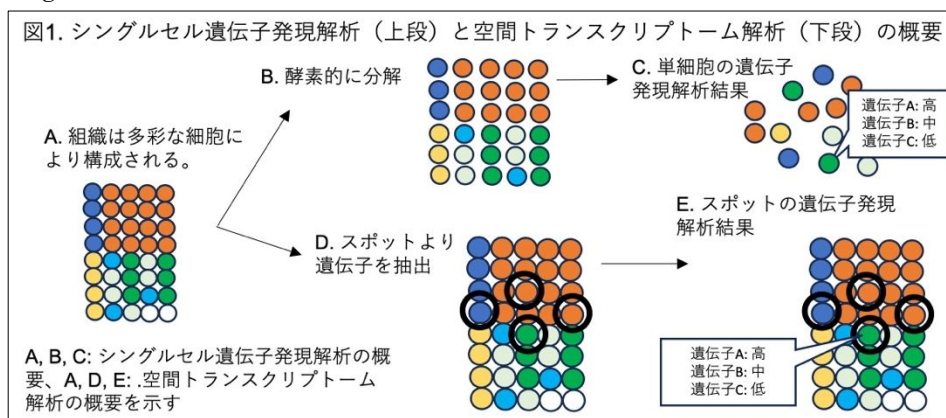 図1. シングルセル遺伝子発現解析（上段）と空間トランスクリプトーム解析（下段）の概要
B. 酵素的に分解
C. 単細胞の遺伝子
発現解析結果
遺伝子A: 高
遺伝子B: 中
遺伝子C: 低
A. 組織は多彩な細胞に
より構成される。
D. スポットより
遺伝子を抽出
E. スポットの遺伝子発現
解析結果
遺伝子A: 高
遺伝子B: 中
遺伝子C: 低
A, B, C: シングルセル遺伝子発現解析の概
要、A, D, E: .空間トランスクリプトーム
解析の概要を示す